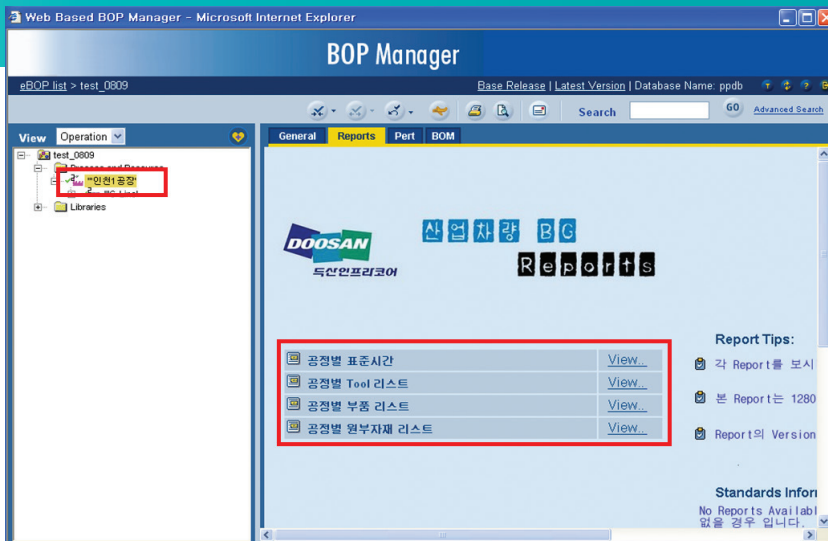 Web Based BOP Manager - Microsoft Internet Explorer
BOP Manager
eBOP list > test_0809
Base Release | Latest Version | Database Name: ppdb
Search
GO
Advanced Search
View Operation
General Reports Pert BOM
test_0809
Process and Resource
"인천1공장"
Libraries
DOOSAN
두산인프라코어
산업차량 BG
Reports
공정별 표준시간 View...
공정별 Tool 리스트 View...
공정별 부품 리스트 View...
공정별 원부자재 리스트 View...
Report Tips:
각 Report를 보시
본 Report는 1280
Report의 Version
Standards Infor
No Reports Availabl
없을 경우 입니다.